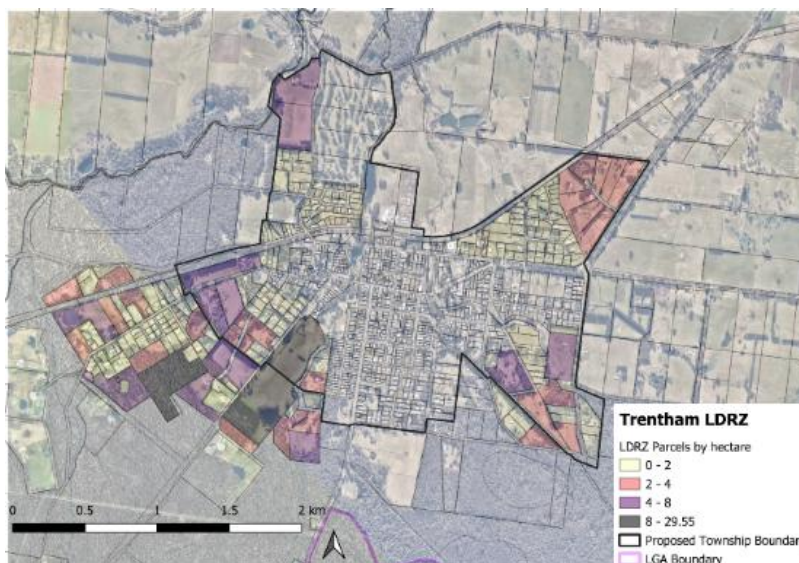 Trentham LDRZ
LDRZ Parcels by hectare
0 - 2
2 - 4
4 - 8
8 - 29.55
Proposed Township Boundar
LGA Boundary
0 0.5 1 1.5 2 km